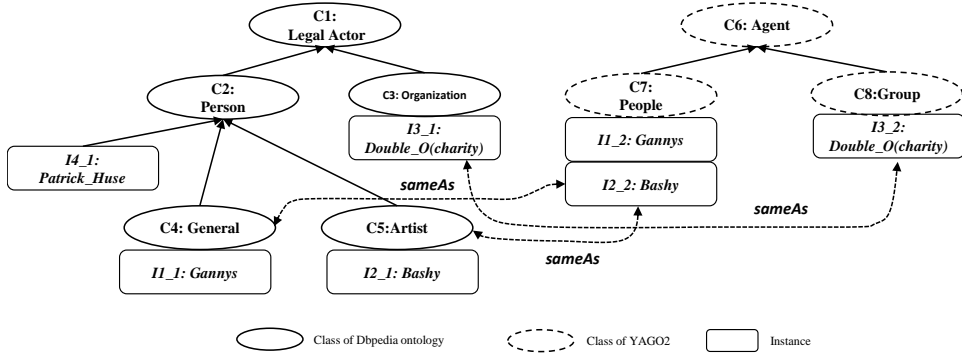 C1:
Legal Actor
C6: Agent
C2:
Person
C3: Organization
C7:
People
C8:Group
I3_1:
Double_O(charity)
I1_2: Gannys
I3_2:
Double_O(charity)
I4_1:
Patrick_Huse
sameAs
I2_2: Bashy
sameAs
C4: General
C5:Artist
sameAs
I1_1: Gannys
I2_1: Bashy
Class of Dbpedia ontology
Class of YAGO2
Instance